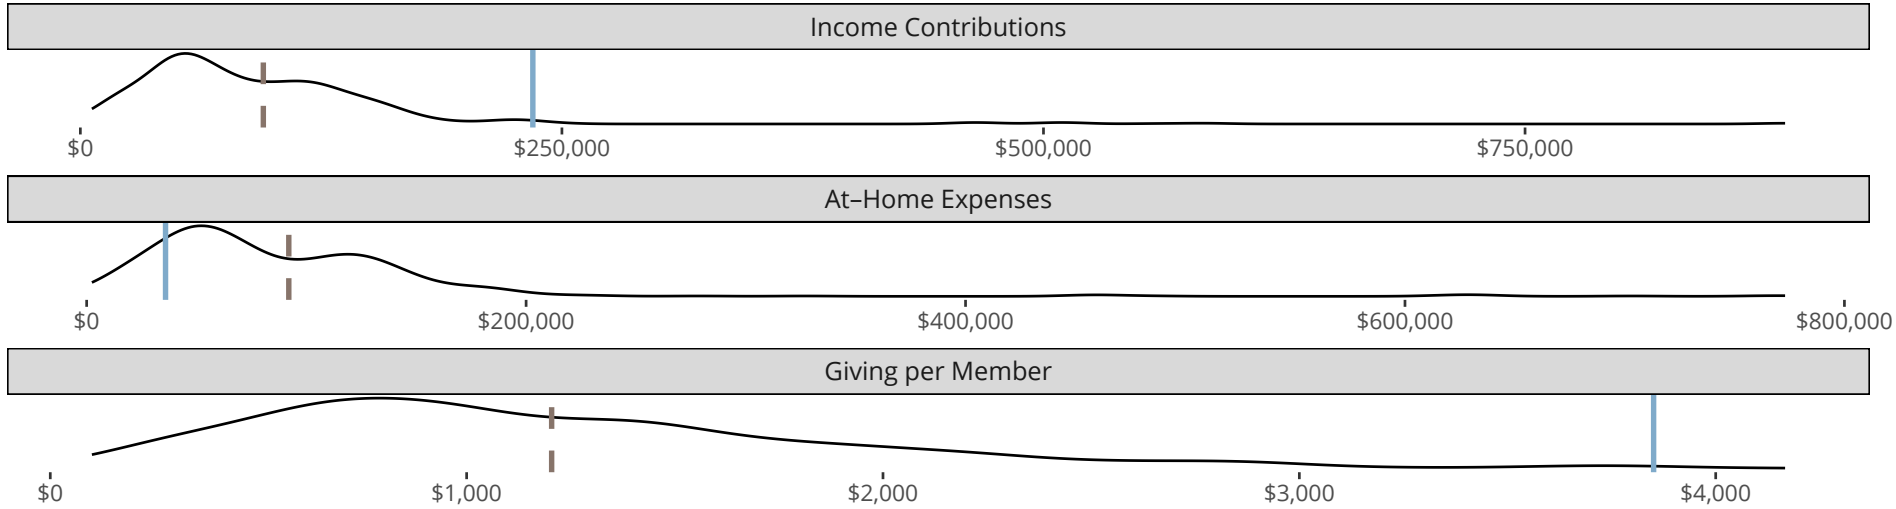 Income Contributions
$0 $250,000 $500,000 $750,000
At–Home Expenses
$0 $200,000 $400,000 $600,000 $800,000
Giving per Member
$0 $1,000 $2,000 $3,000 $4,000